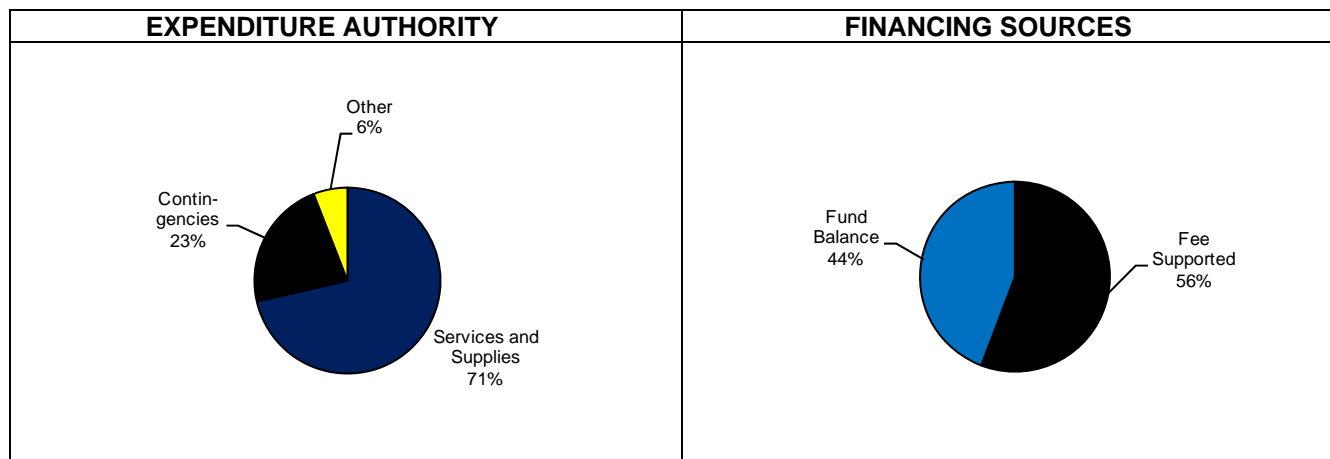 EXPENDITURE AUTHORITY
Other
6%
Contin-
gencies
23%
Services and
Supplies
71%
FINANCING SOURCES
Fund
Balance
44%
Fee
Supported
56%